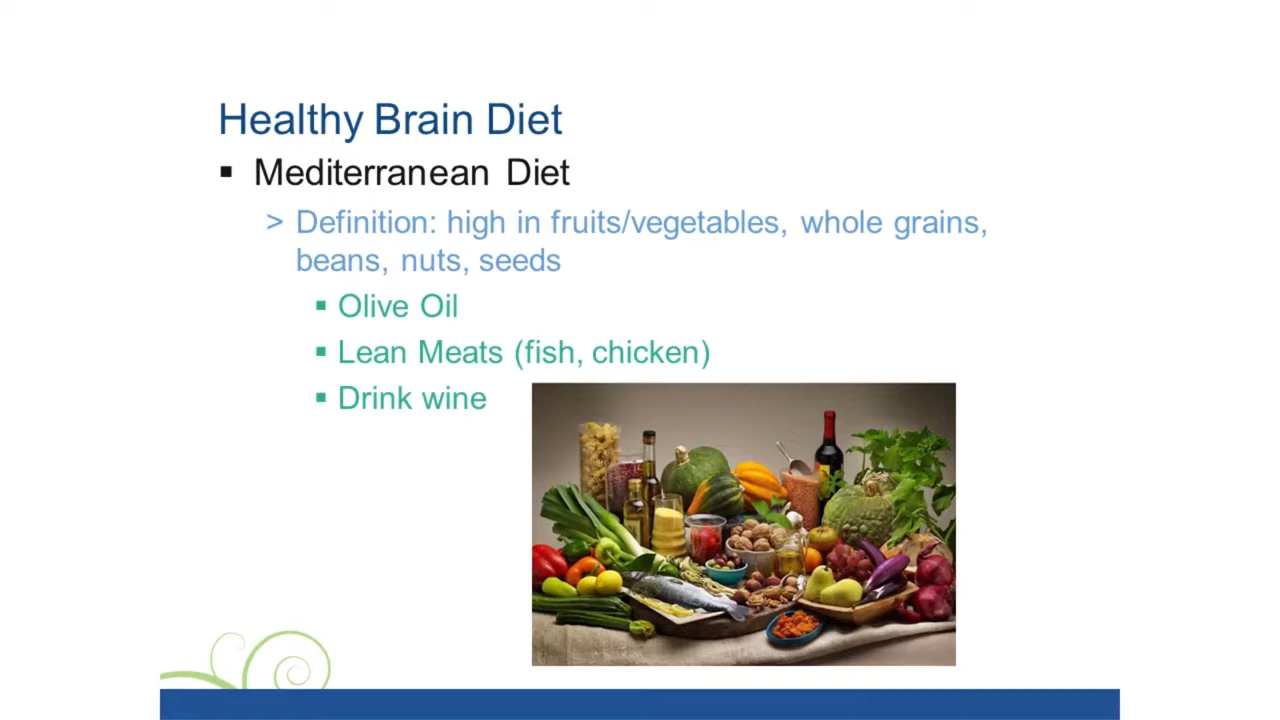 Healthy Brain Diet
▪ Mediterranean Diet
> Definition: high in fruits/vegetables, whole grains,
beans, nuts, seeds
▪ Olive Oil
▪ Lean Meats (fish, chicken)
▪ Drink wine